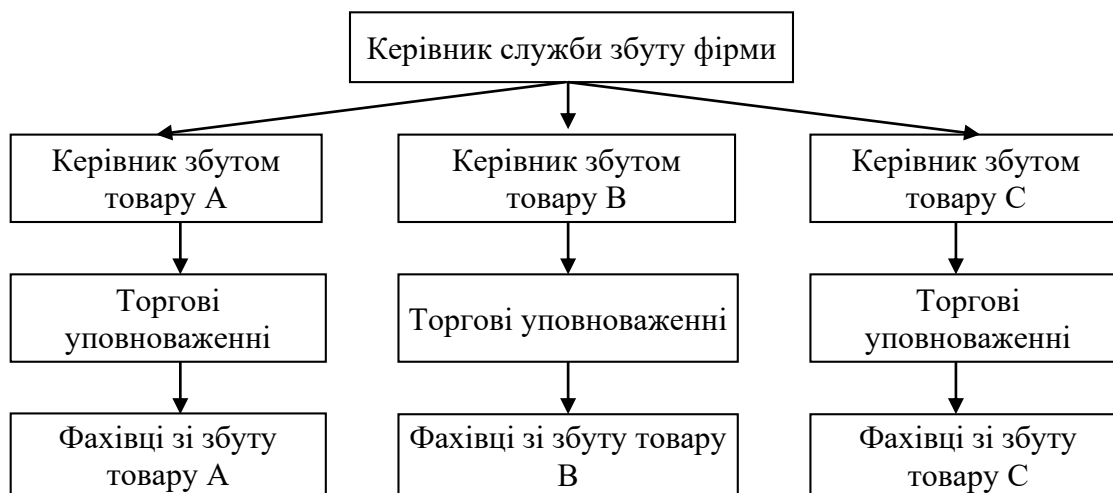 Керівник служби збуту фірми
Керівник збутом
товару А
Керівник збутом
товару В
Керівник збутом
товару С
Торгові
уповноваженні
Торгові уповноваженні
Торгові
уповноваженні
Фахівці зі збуту
товару А
Фахівці зі збуту товару
В
Фахівці зі збуту
товару С